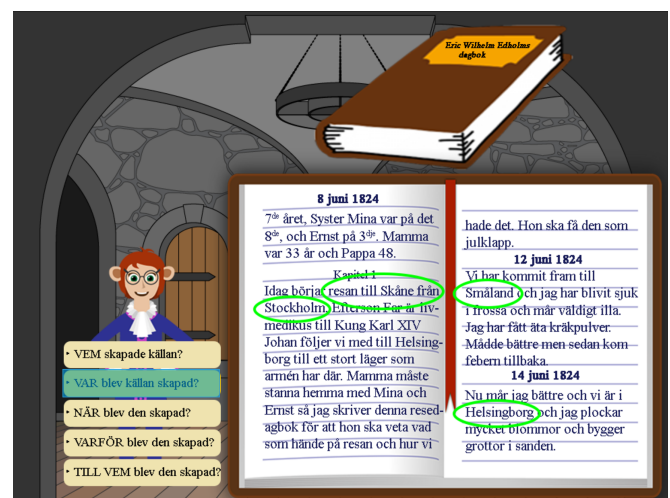 Eric Wilhelm Edholms
dagbok
8 juni 1824
7de året, Syster Mina var på det
8de, och Ernst på 3dje. Mamma
var 33 år och Pappa 48.
Kapitel 1
Idag börjar resan till Skåne från
Stockholm. Efterson Far är liv-
medikus till Kung Karl XIV
Johan följer vi med till Helsing-
borg till ett stort läger som
armén har där. Mamma måste
stanna hemma med Mina och
Ernst så jag skriver denna resed-
agbok för att hon ska veta vad
som hände på resan och hur vi
hade det. Hon ska få den som
julklapp.
12 juni 1824
Vi har kommit fram till
Småland och jag har blivit sjuk
i frossa och mår väldigt illa.
Jag har fått äta kräkpulver.
Mådde bättre men sedan kom
febern tillbaka.
14 juni 1824
Nu mår jag bättre och vi är i
Helsingborg och jag plockar
mycket blommor och bygger
grottor i sanden.
VEM skapade källan?
VAR blev källan skapad?
NÄR blev den skapad?
VARFÖR blev den skapad?
TILL VEM blev den skapad?